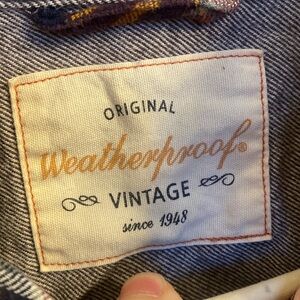 ORIGINAL
Weatherproof®
VINTAGE
since 1948